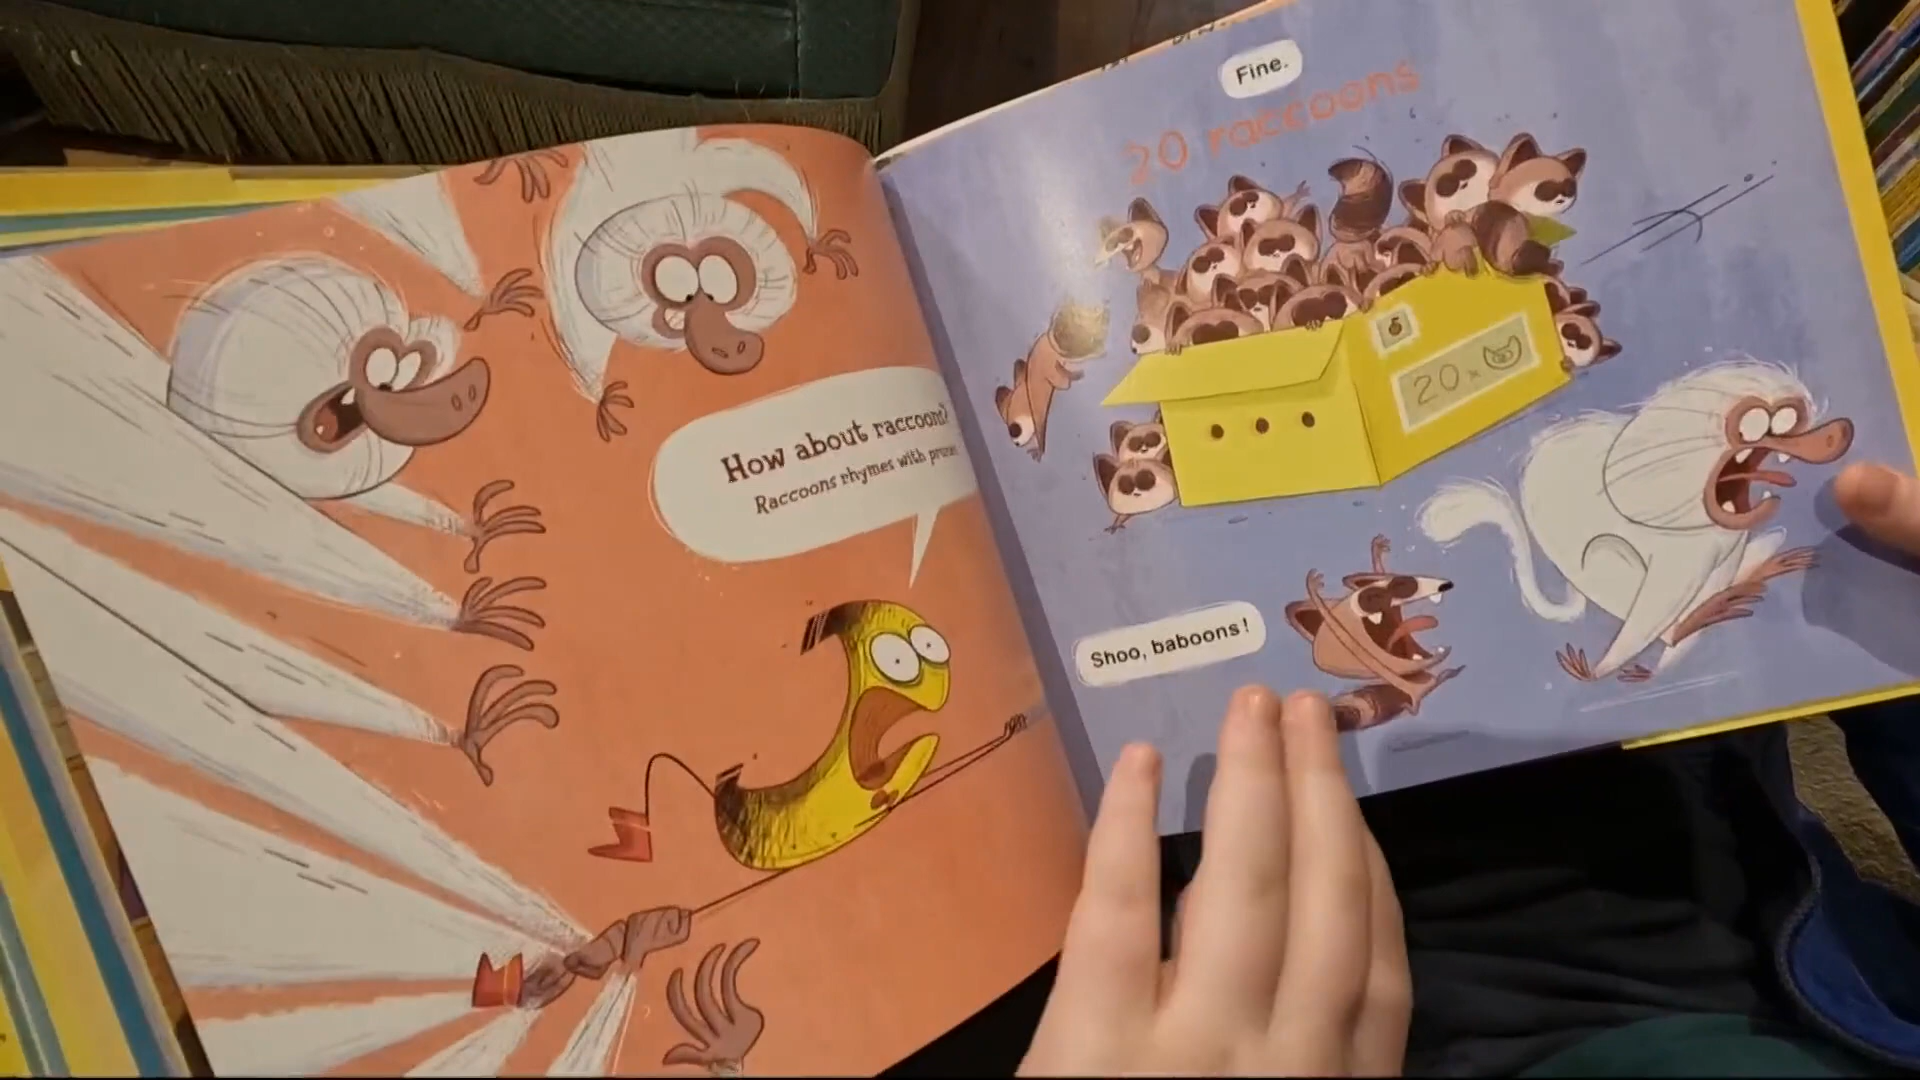 How about raccoons?
Raccoons rhymes with
Fine.
20 raccoons
20 x
Shoo, baboons!